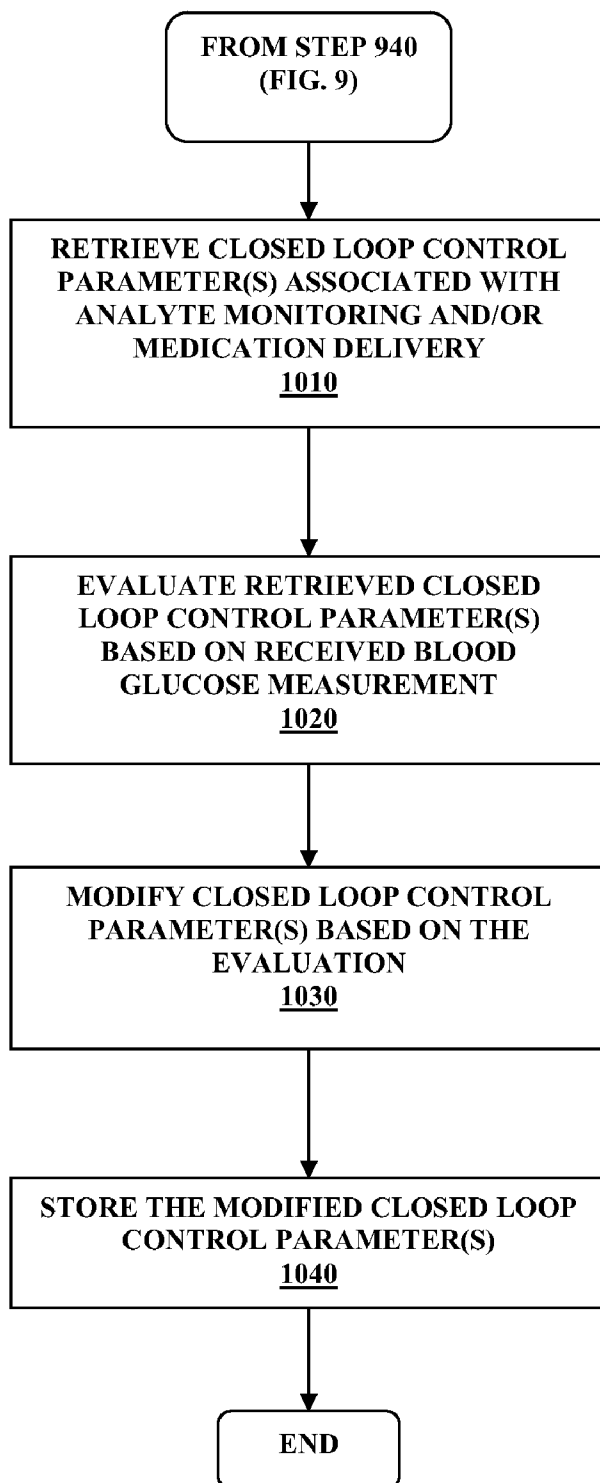 FROM STEP 940
(FIG. 9)
RETRIEVE CLOSED LOOP CONTROL
PARAMETER(S) ASSOCIATED WITH
ANALYTE MONITORING AND/OR
MEDICATION DELIVERY
1010
EVALUATE RETRIEVED CLOSED
LOOP CONTROL PARAMETER(S)
BASED ON RECEIVED BLOOD
GLUCOSE MEASUREMENT
1020
MODIFY CLOSED LOOP CONTROL
PARAMETER(S) BASED ON THE
EVALUATION
1030
STORE THE MODIFIED CLOSED LOOP
CONTROL PARAMETER(S)
1040
END